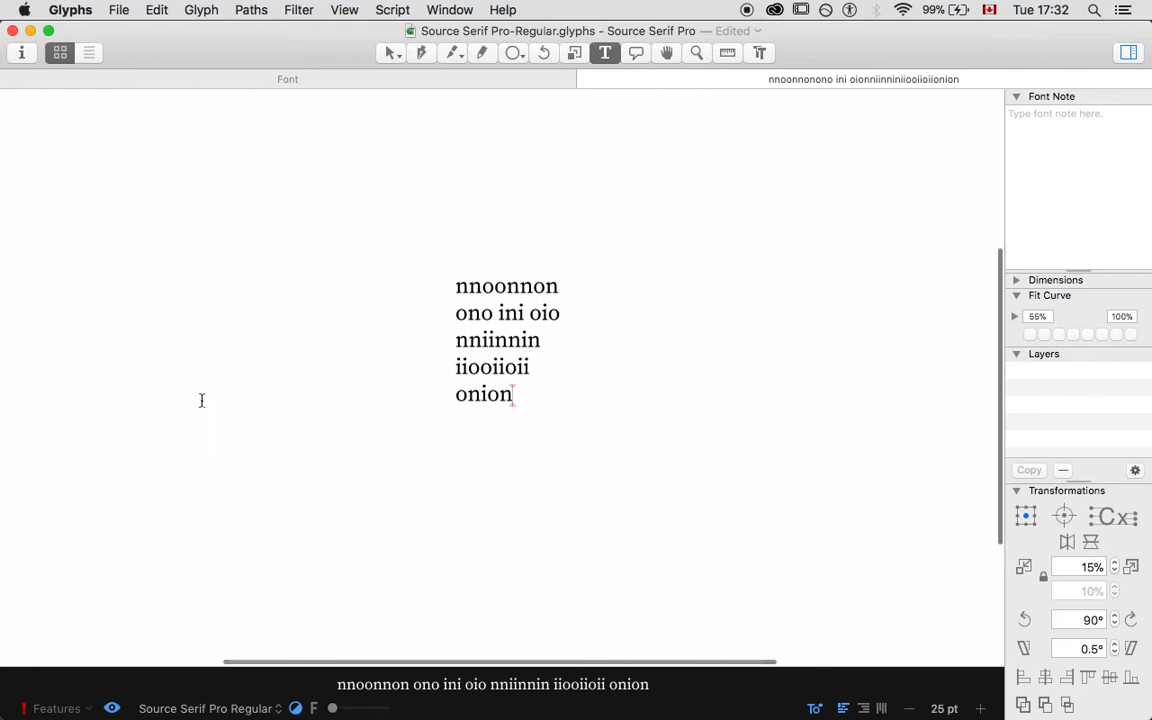 Glyphs File Edit Glyph Paths Filter View Script Window Help 99% Tue 17:32
Source Serif Pro-Regular.glyphs - Source Serif Pro — Edited
Font nnoonnonono ini oionniinniniiooiioiionion
Font Note
Type font note here.
nnoonnon
ono ini oio
nniinnin
iiooiioii
onion
Dimensions
Fit Curve
55% 100%
Layers
Copy
Transformations
15%
10%
90°
0.5°
nnoonnon ono ini oio nniinnin iiooiioii onion
Features Source Serif Pro Regular F 25 pt